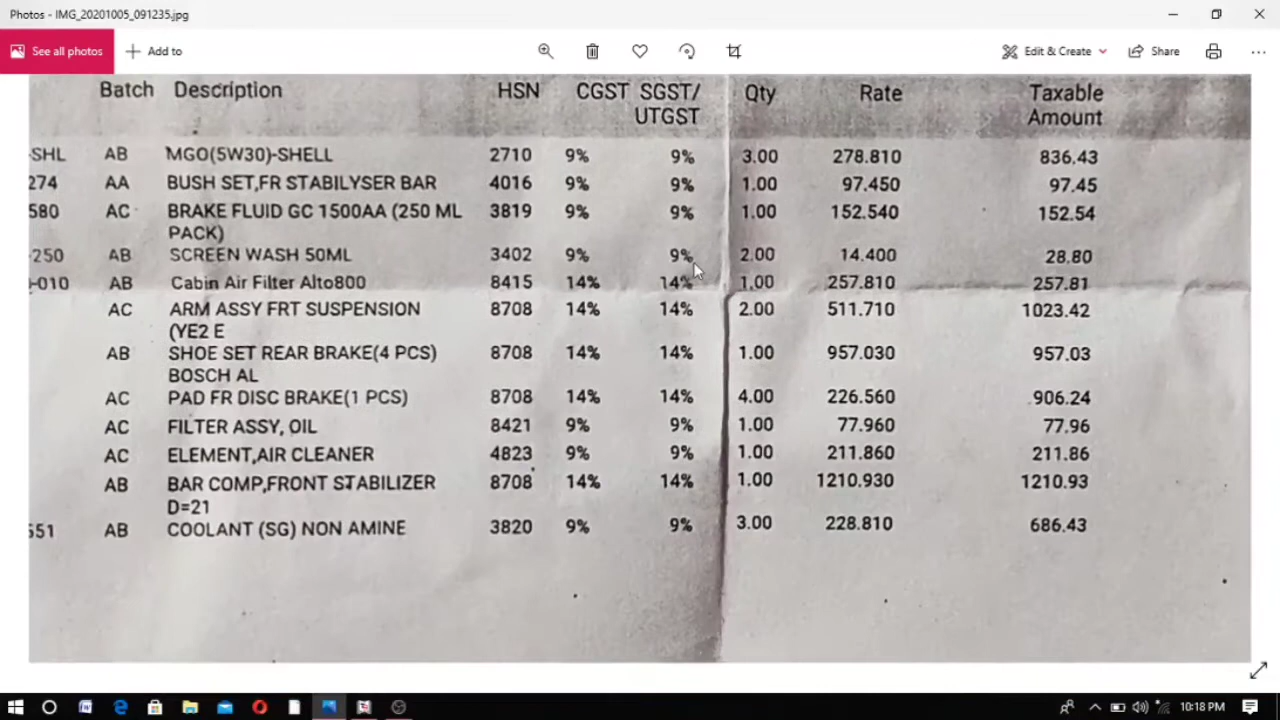 Photos - IMG_20201005_091235.jpg
See all photos
Add to
Edit & Create
Share
Batch Description HSN CGST SGST/ Qty Rate Taxable
UTGST Amount
-SHL AB MGO(5W30)-SHELL 2710 9% 9% 3.00 278.810 836.43
274 AA BUSH SET,FR STABILYSER BAR 4016 9% 9% 1.00 97.450 97.45
580 AC BRAKE FLUID GC 1500AA (250 ML 3819 9% 9% 1.00 152.540 152.54
PACK)
-250 AB SCREEN WASH 50ML 3402 9% 9% 2.00 14.400 28.80
-010 AB Cabin Air Filter Alto800 8415 14% 14% 1.00 257.810 257.81
AC ARM ASSY FRT SUSPENSION 8708 14% 14% 2.00 511.710 1023.42
(YE2 E
AB SHOE SET REAR BRAKE(4 PCS) 8708 14% 14% 1.00 957.030 957.03
BOSCH AL
AC PAD FR DISC BRAKE(1 PCS) 8708 14% 14% 4.00 226.560 906.24
AC FILTER ASSY, OIL 8421 9% 9% 1.00 77.960 77.96
AC ELEMENT,AIR CLEANER 4823 9% 9% 1.00 211.860 211.86
AB BAR COMP,FRONT STABILIZER 8708 14% 14% 1.00 1210.930 1210.93
D=21
551 AB COOLANT (SG) NON AMINE 3820 9% 9% 3.00 228.810 686.43
10:18 PM